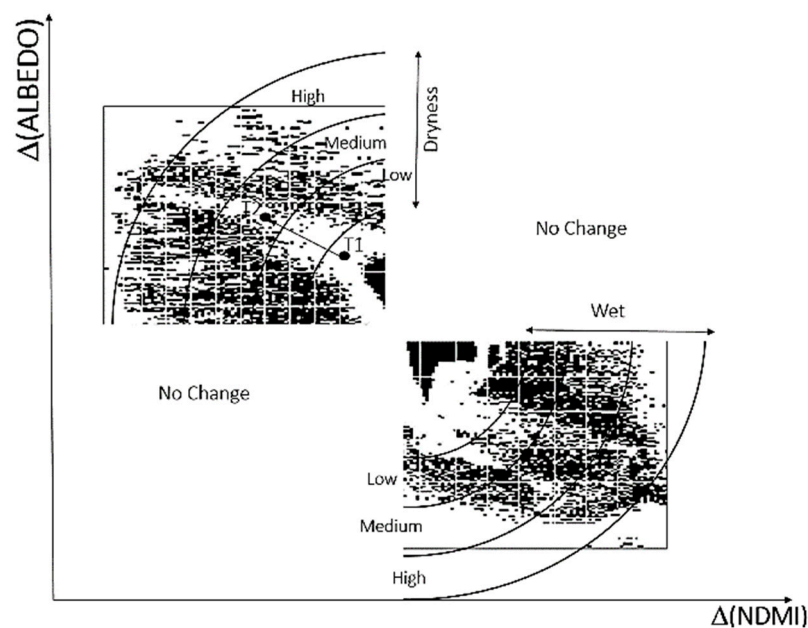 Δ(ALBEDO)
High
Medium
Low
Dryness
T2
T1
No Change
Wet
No Change
Low
Medium
High
Δ(NDMI)